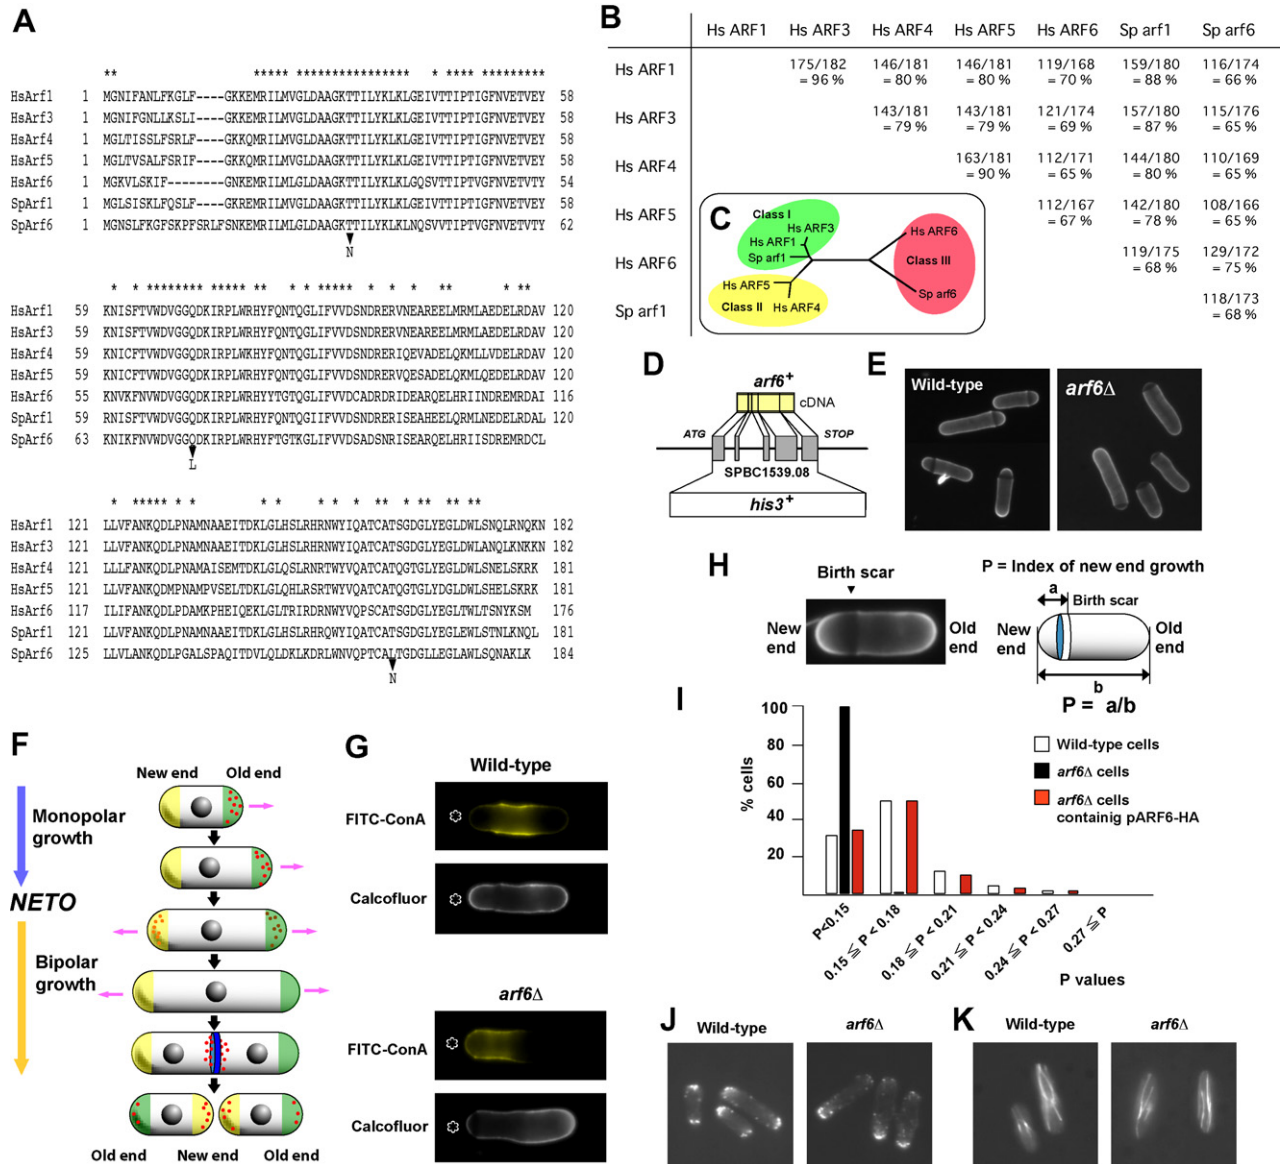 A
** ***** **************** * *** ********
HsArf1 1 MGNIFANLFKGLF----GKKEMRILMVGLDAAGKTTILYKLKLGEIVTTIPTIGFNVETVEY 58
HsArf3 1 MGNIFGNLLKSLI----GKKEMRILMVGLDAAGKTTILYKLKLGEIVTTIPTIGFNVETVEY 58
HsArf4 1 MGLTISSLFSRLF----GKKQMRILMVGLDAAGKTTILYKLKLGEIVTTIPTIGFNVETVEY 58
HsArf5 1 MGLTVSALFSRIF----GKKQMRILMVGLDAAGKTTILYKLKLGEIVTTIPTIGFNVETVEY 58
HsArf6 1 MGKVLSKIF--------GNKEMRILMLGLDAAGKTTILYKLKLGQSVTTIPTVGFNVETVTY 54
SpArf1 1 MGLSISKLFQSLF----GKREMRILMVGLDAAGKTTILYKLKLGEIVTTIPTIGFNVETVEY 58
SpArf6 1 MGNSLFKGFSKPFSRLFSNKEMRILMLGLDAAGKTTILYKLKLNQSVVTIPTVGFNVETVTY 62
N
HsArf1 59 KNISFTVWDVGGQDKIRPLWRHYFQNTQGLIFVVDSNDRERVNEAREELMRMLAEDELRDAV 120
HsArf3 59 KNISFTVWDVGGQDKIRPLWRHYFQNTQGLIFVVDSNDRERVNEAREELMRMLAEDELRDAV 120
HsArf4 59 KNICFTVWDVGGQDKIRPLWKHYFQNTQGLIFVVDSNDRERIQEVADELQKMLLVDELRDAV 120
HsArf5 59 KNICFTVWDVGGQDKIRPLWRHYFQNTQGLIFVVDSNDRERVQESADELQKMLQEDELRDAV 120
HsArf6 55 KNVKFNVWDVGGQDKIRPLWRHYYTGTQGLIFVVDCADRDRIDEARQELHRIINDREMRDAI 116
SpArf1 59 RNISFTVWDVGGQDKIRPLWRHYFQNTQGIIFVVDSNDRERISEAHEELQRMLNEDELRDAL 120
SpArf6 63 KNIKFNVWDVGGQDKIRPLWRHYFTGTKGLIFVVDSADSNRISEARQELHRIISDREMRDCL
L
HsArf1 121 LLVFANKQDLPNAMNAAEITDKLGLHSLRHRNWYIQATCATSGDGLYEGLDWLSNQLRNQKN 182
HsArf3 121 LLVFANKQDLPNAMNAAEITDKLGLHSLRHRNWYIQATCATSGDGLYEGLDWLANQLKNKKN 182
HsArf4 121 LLLFANKQDLPNAMAISEMTDKLGLQSLRNRTWYVQATCATQGTGLYEGLDWLSNELSKR 181
HsArf5 121 LLVFANKQDMPNAMPVSELTDKLGLQHLRSRTWYVQATCATQGTGLYDGLDWLSHELSKR 181
HsArf6 117 ILIFANKQDLPDAMKPHEIQEKLGLTRIRDRNWYVQPSCATSGDGLYEGLTWLTSNYKSM 176
SpArf1 121 LLVFANKQDLPNAMNAAEITDKLGLHSLRHRQWYIQATCATSGDGLYEGLEWLSTNLKNQL 181
SpArf6 125 LLVLANKQDLPGALSPAQITDVLQLDKLKDRLWNVQPTCALTGDGLLEGLAWLSQNAKLK 184
N
B
Hs ARF1 Hs ARF3 Hs ARF4 Hs ARF5 Hs ARF6 Sp arf1 Sp arf6
Hs ARF1 175/182 146/181 146/181 119/168 159/180 116/174
= 96 % = 80 % = 80 % = 70 % = 88 % = 66 %
Hs ARF3 143/181 143/181 121/174 157/180 115/176
= 79 % = 79 % = 69 % = 87 % = 65 %
Hs ARF4 163/181 112/171 144/180 110/169
= 90 % = 65 % = 80 % = 65 %
Hs ARF5 112/167 142/180 108/166
= 67 % = 78 % = 65 %
Hs ARF6 119/175 129/172
= 68 % = 75 %
Sp arf1 118/173
= 68 %
C
Class I
Hs ARF3
Hs ARF1
Sp arf1
Hs ARF5
Class II Hs ARF4
Hs ARF6
Class III
Sp arf6
D
arf6+
cDNA
ATG STOP
SPBC1539.08
his3+
E
Wild-type arf6Δ
F
New end Old end
Monopolar
growth
NETO
Bipolar
growth
Old end New end Old end
G
Wild-type
FITC-ConA
Calcofluor
arf6Δ
FITC-ConA
Calcofluor
H
Birth scar
New
end
Old
end
P = Index of new end growth
a
Birth scar
New
end
Old
end
b
P = a/b
I
100
80
60
40
20
% cells
Wild-type cells
arf6Δ cells
arf6Δ cells
containig pARF6-HA
P<0.15
0.15 ≦ P < 0.18
0.18 ≦ P < 0.21
0.21 ≦ P < 0.24
0.24 ≦ P < 0.27
0.27 ≦ P
P values
J
Wild-type arf6Δ
K
Wild-type arf6Δ